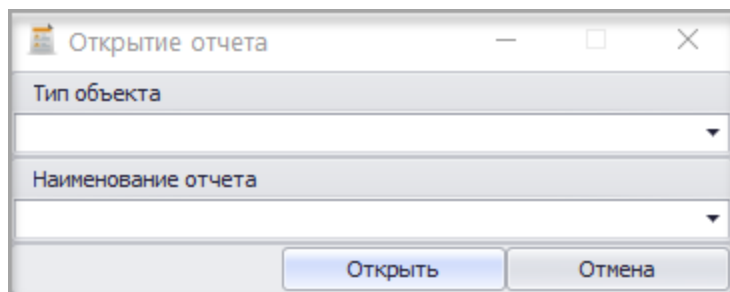 Открытие отчета
Тип объекта
Наименование отчета
Открыть Отмена